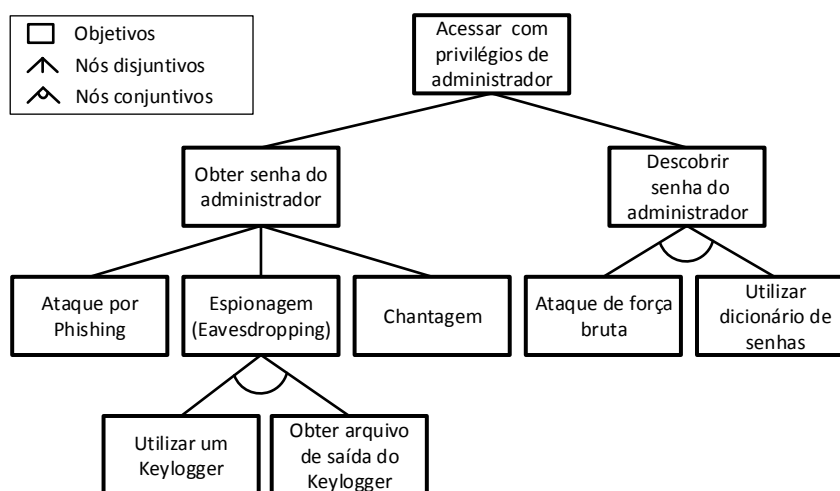 Objetivos
Nós disjuntivos
Nós conjuntivos
Acessar com
privilégios de
administrador
Obter senha do
administrador
Descobrir
senha do
administrador
Ataque por
Phishing
Espionagem
(Eavesdropping)
Chantagem
Ataque de força
bruta
Utilizar
dicionário de
senhas
Utilizar um
Keylogger
Obter arquivo
de saída do
Keylogger